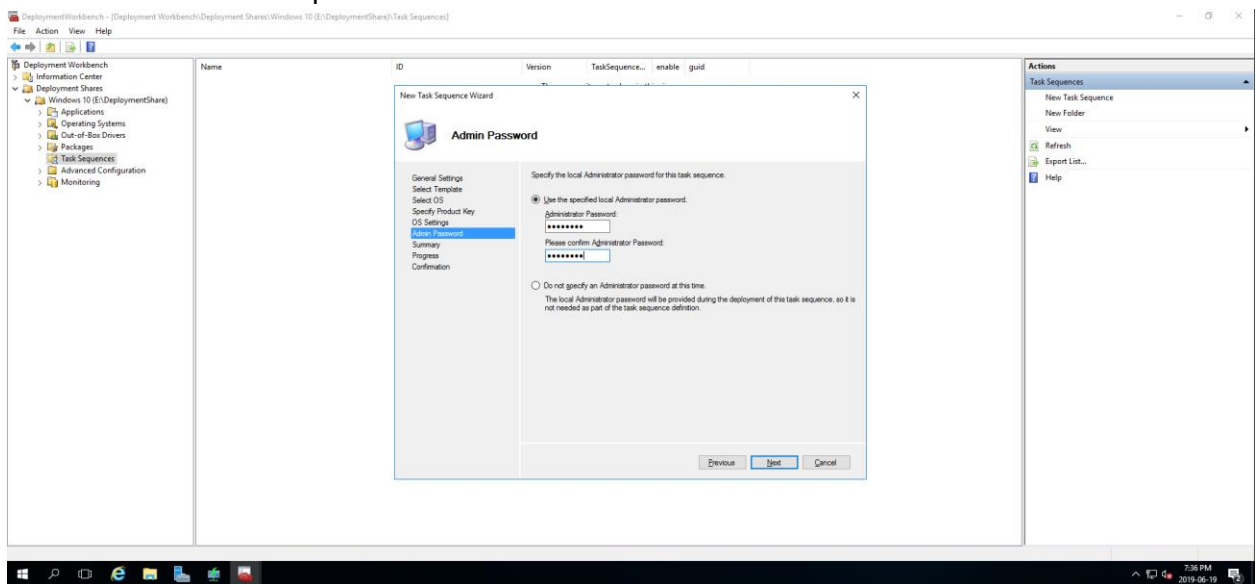 DeploymentWorkbench - [Deployment Workbench\Deployment Shares\Windows 10 (E:\DeploymentShare)\Task Sequences]
File Action View Help
Deployment Workbench
Information Center
Deployment Shares
Windows 10 (E:\DeploymentShare)
Applications
Operating Systems
Out-of-Box Drivers
Packages
Task Sequences
Advanced Configuration
Monitoring
Name ID Version TaskSequence... enable guid
New Task Sequence Wizard
Admin Password
General Settings
Select Template
Select OS
Specify Product Key
OS Settings
Admin Password
Summary
Progress
Confirmation
Specify the local Administrator password for this task sequence.
Use the specified local Administrator password.
Administrator Password:
••••••••
Please confirm Administrator Password:
••••••••
Do not specify an Administrator password at this time.
The local Administrator password will be provided during the deployment of this task sequence, so it is
not needed as part of the task sequence definition.
Previous Next Cancel
Actions
Task Sequences
New Task Sequence
New Folder
View
Refresh
Export List...
Help
7:36 PM
2019-06-19